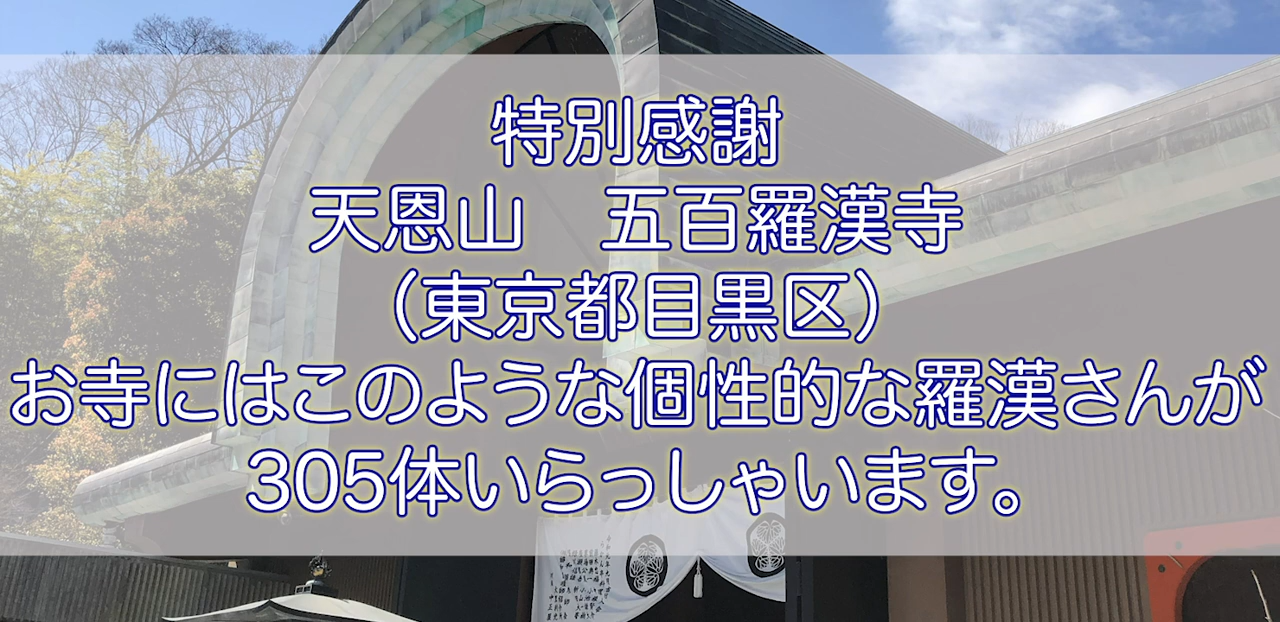 特別感謝
天恩山　五百羅漢寺
（東京都目黒区）
お寺にはこのような個性的な羅漢さんが
305体いらっしゃいます。